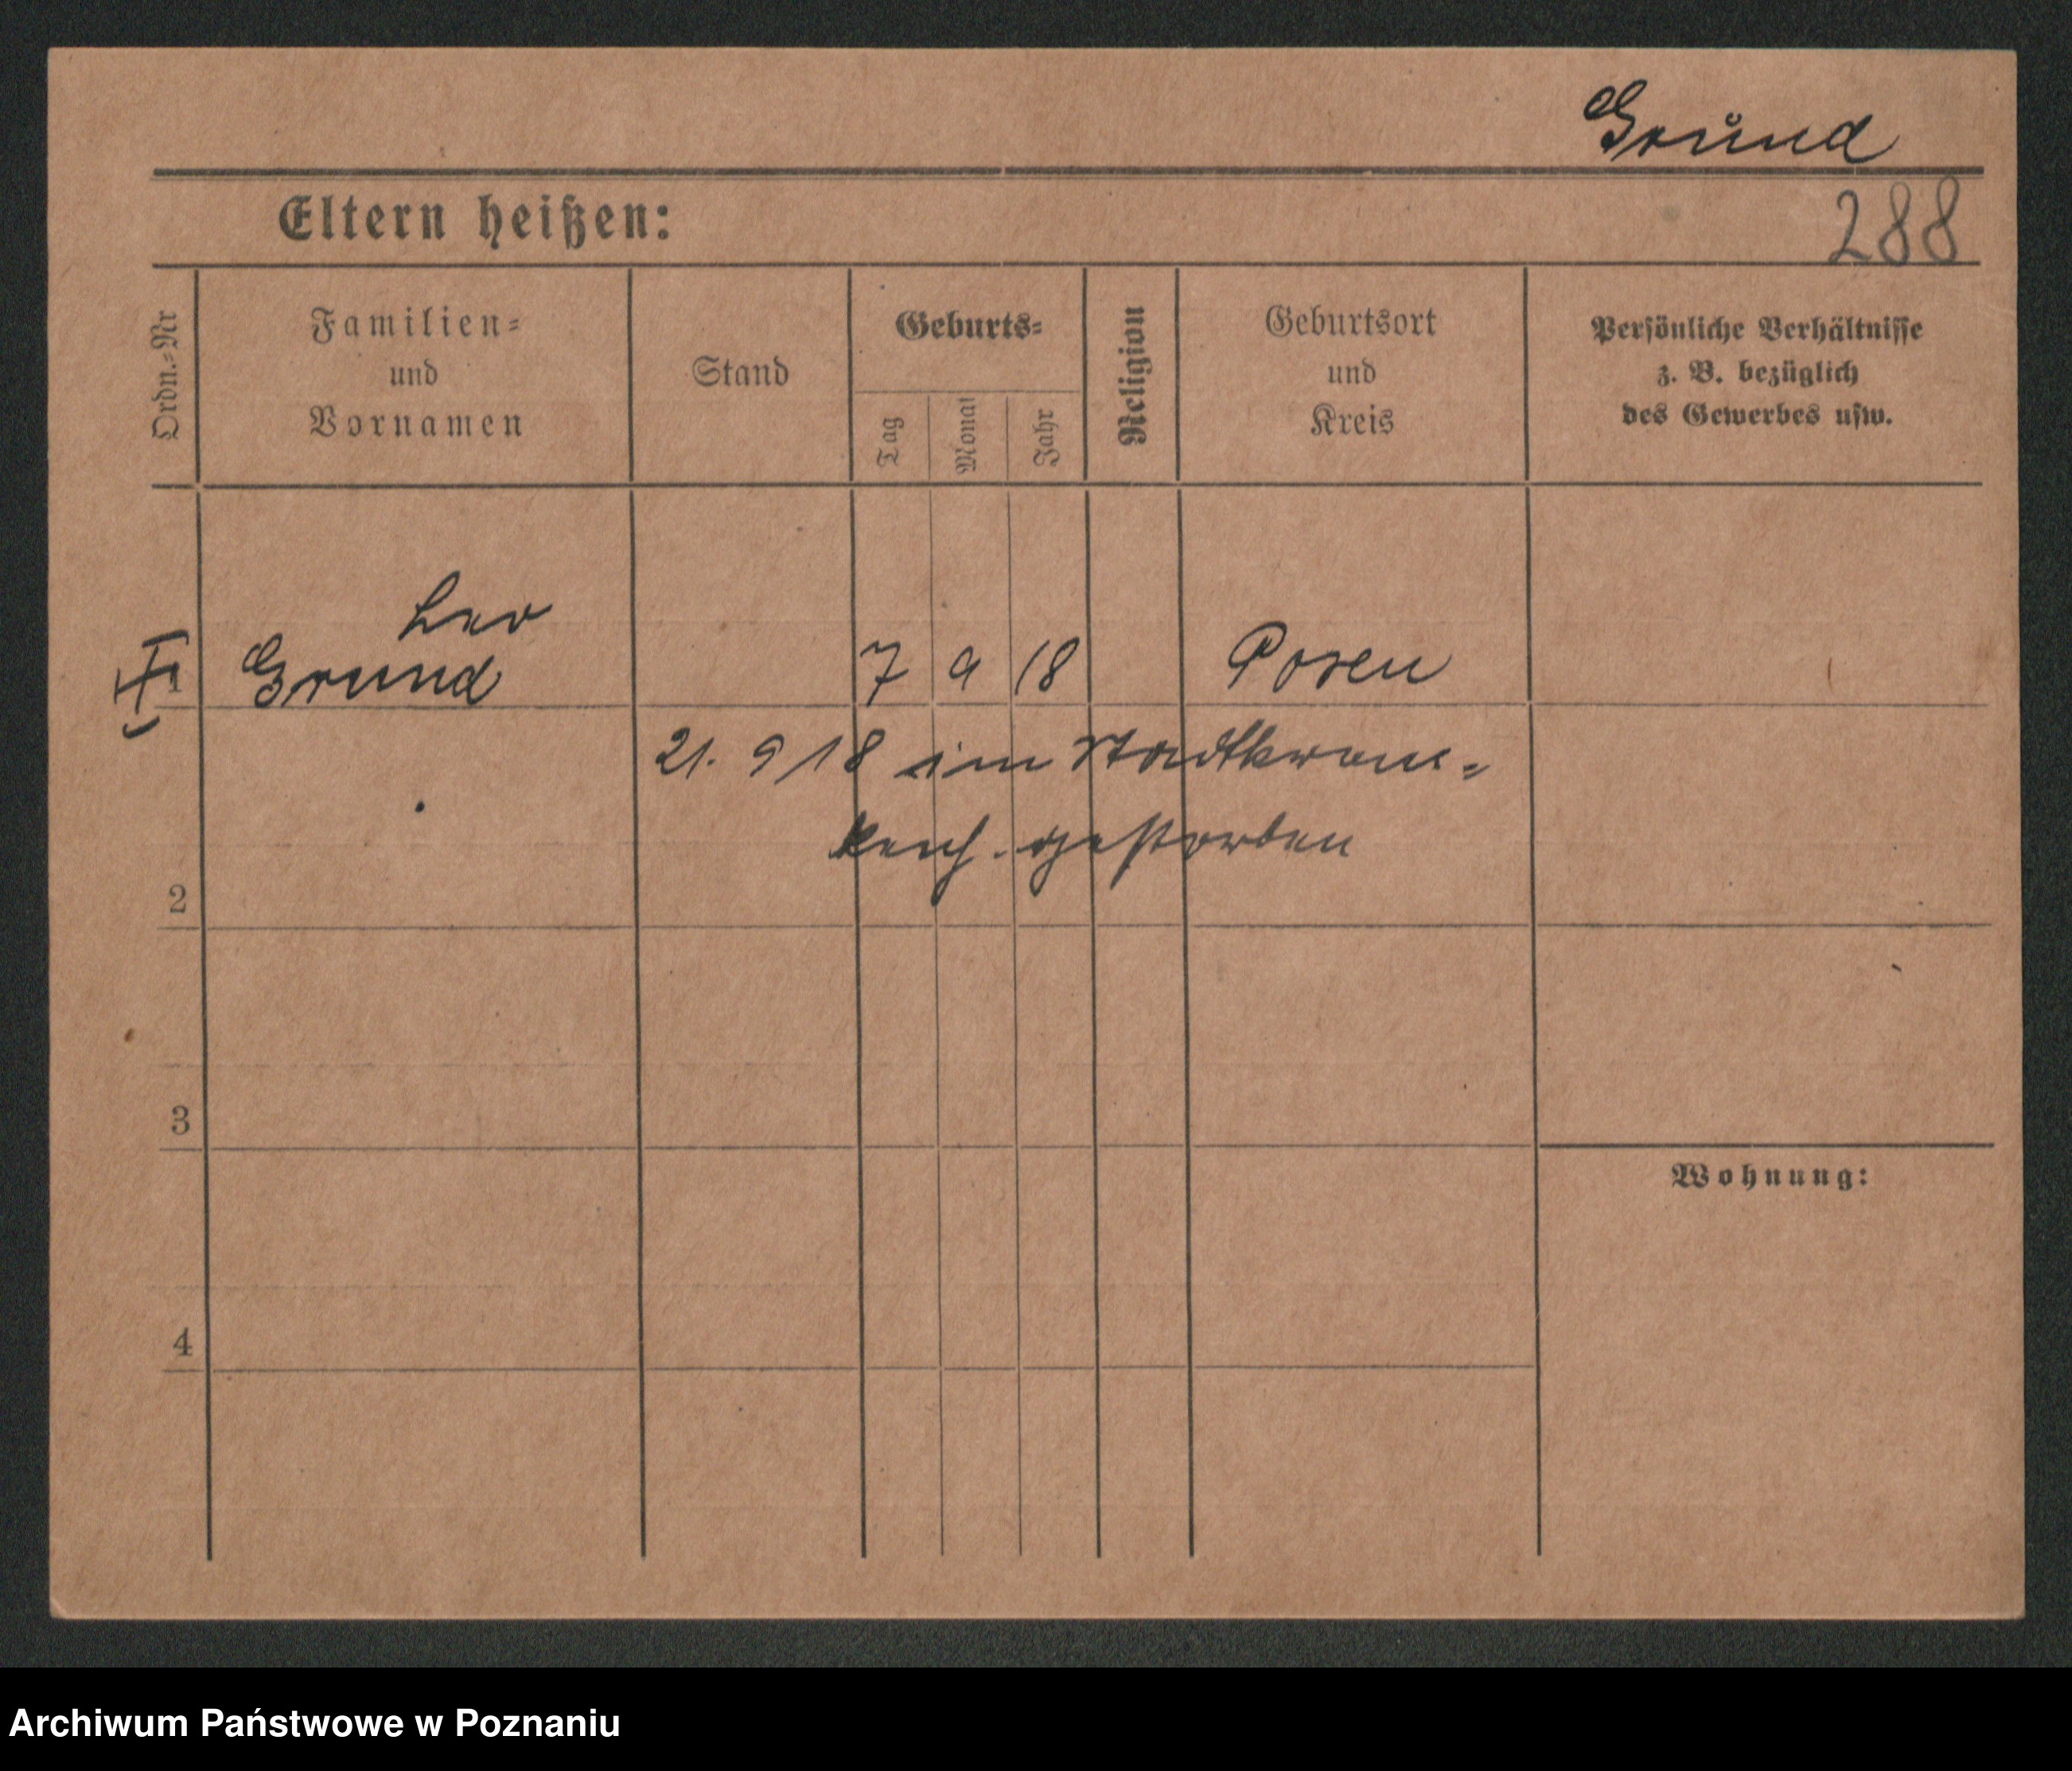 Grund
Eltern heißen:
288
Ordn.-Nr
Familien-
und
Vornamen
Stand
Geburts-
Tag
Monat
Jahr
Religion
Geburtsort
und
Kreis
Persönliche Verhältnisse
z. B. bezüglich
des Gewerbes usw.
Leo
1 Grund 7 9 18 Posen
21. 9 18 im Stadtkran-
kenh. gestorben
2
3
Wohnung:
4
Archiwum Państwowe w Poznaniu